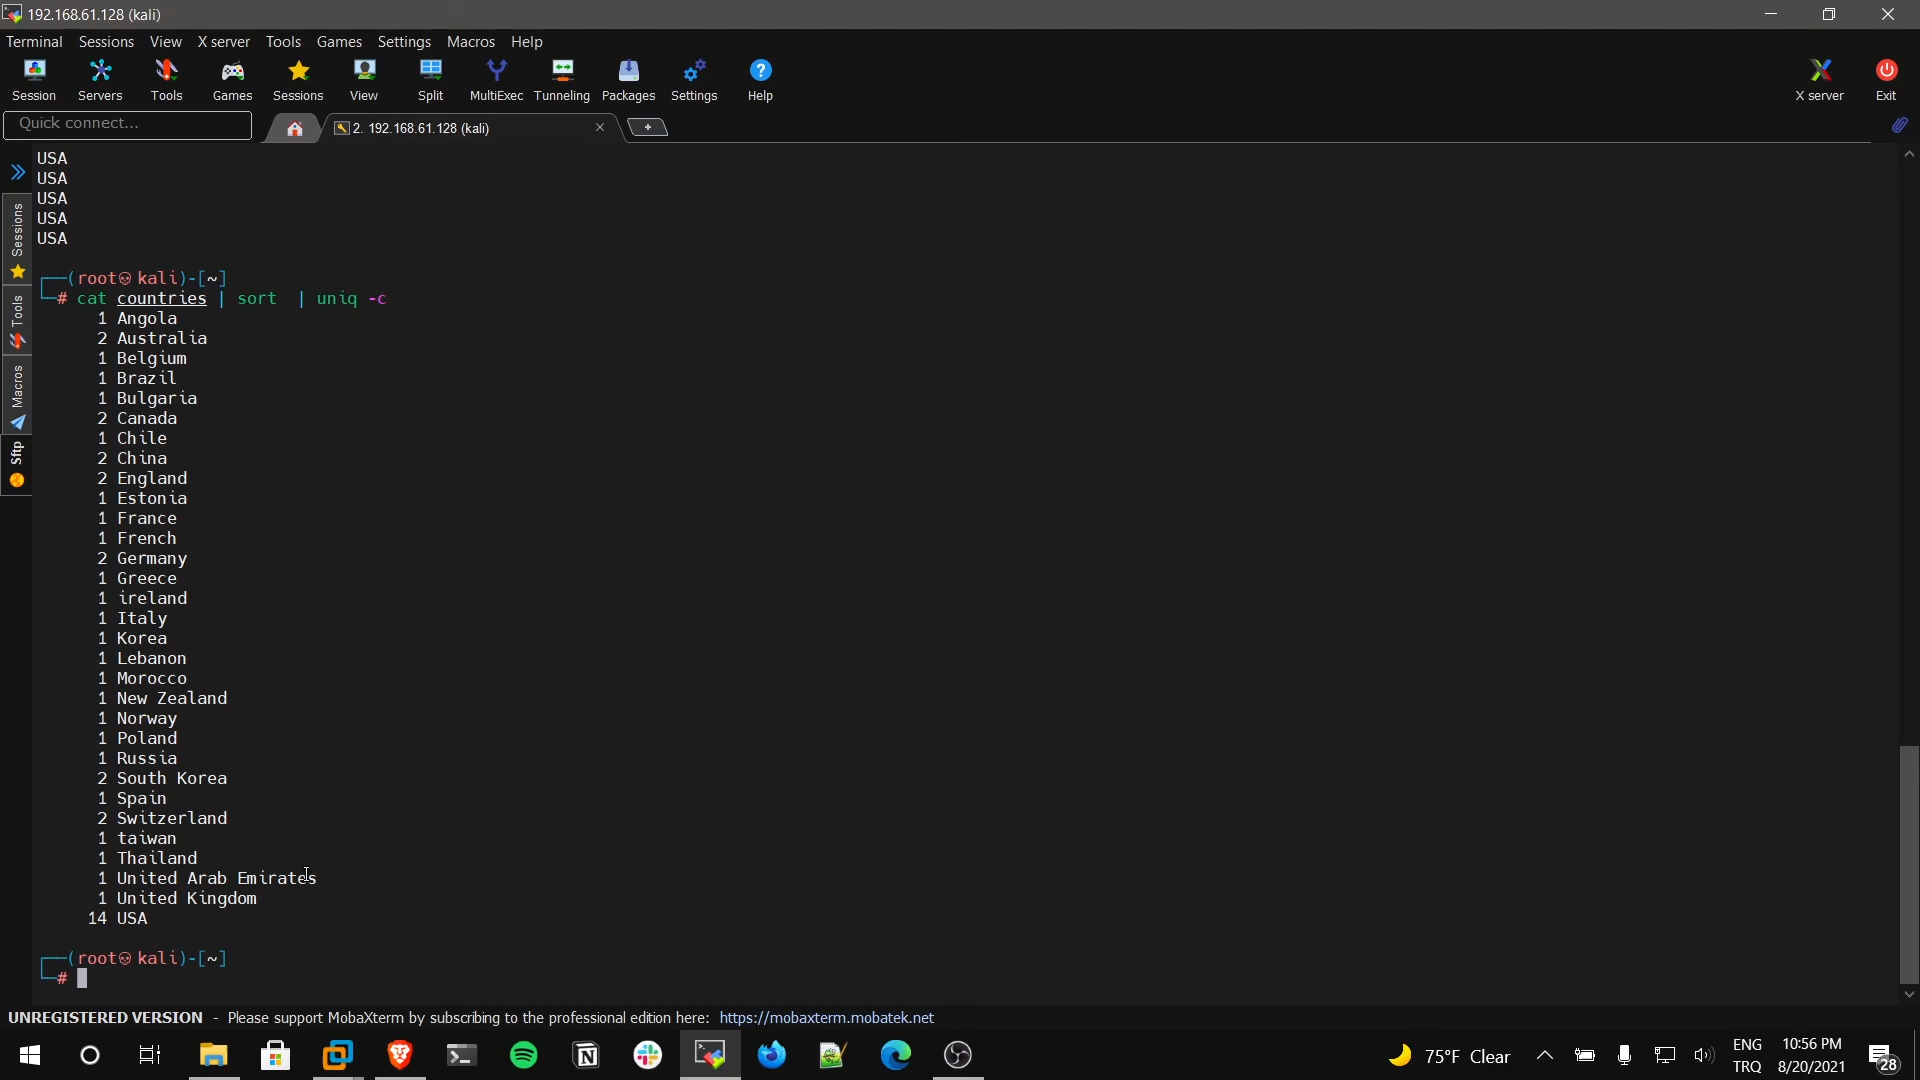 192.168.61.128 (kali)
Terminal Sessions View X server Tools Games Settings Macros Help
Session Servers Tools Games Sessions View Split MultiExec Tunneling Packages Settings Help X server Exit
Quick connect...
2. 192.168.61.128 (kali)
Sessions
Tools
Macros
Sftp
USA
USA
USA
USA
USA
(root💀kali)-[~]
# cat countries | sort  | uniq -c
1 Angola
2 Australia
1 Belgium
1 Brazil
1 Bulgaria
2 Canada
1 Chile
2 China
2 England
1 Estonia
1 France
1 French
2 Germany
1 Greece
1 ireland
1 Italy
1 Korea
1 Lebanon
1 Morocco
1 New Zealand
1 Norway
1 Poland
1 Russia
2 South Korea
1 Spain
2 Switzerland
1 taiwan
1 Thailand
1 United Arab Emirates
1 United Kingdom
14 USA
(root💀kali)-[~]
#
UNREGISTERED VERSION - Please support MobaXterm by subscribing to the professional edition here: https://mobaxterm.mobatek.net
75°F Clear
ENG
TRQ
10:56 PM
8/20/2021
28